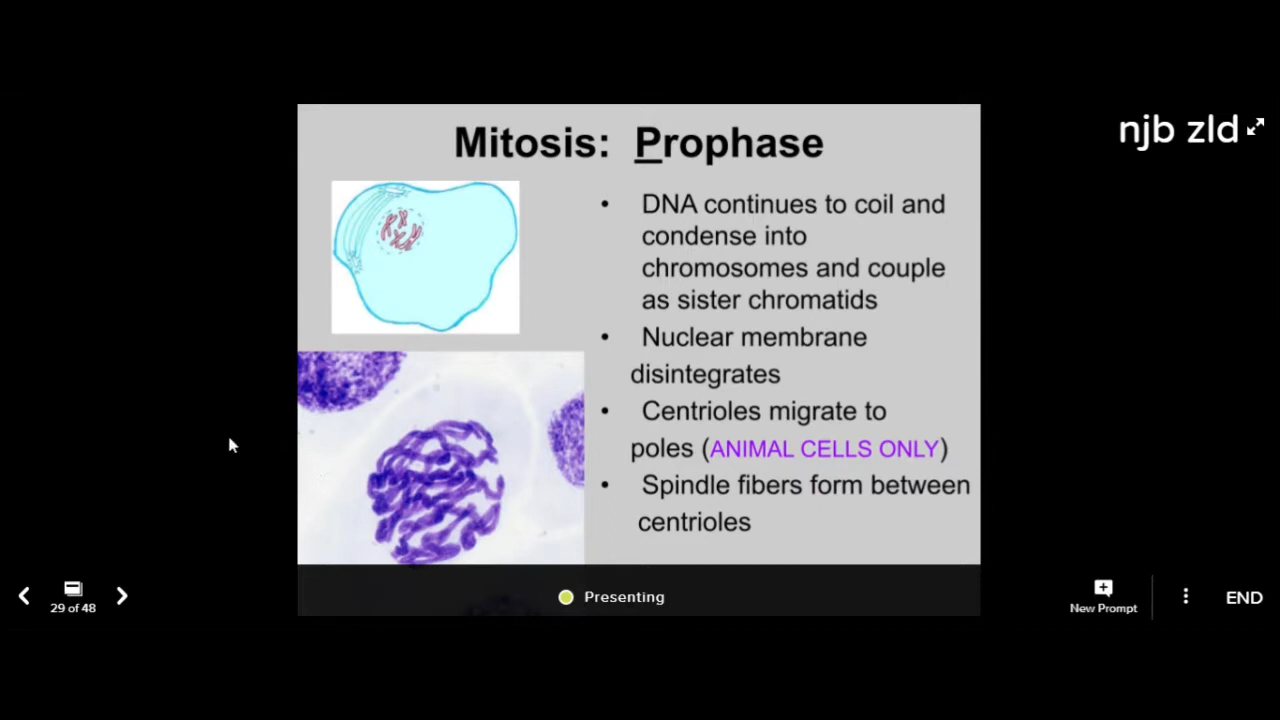 Mitosis: Prophase
njb zld
• DNA continues to coil and
condense into
chromosomes and couple
as sister chromatids
• Nuclear membrane
disintegrates
• Centrioles migrate to
poles (ANIMAL CELLS ONLY)
• Spindle fibers form between
centrioles
29 of 48
Presenting
New Prompt
END